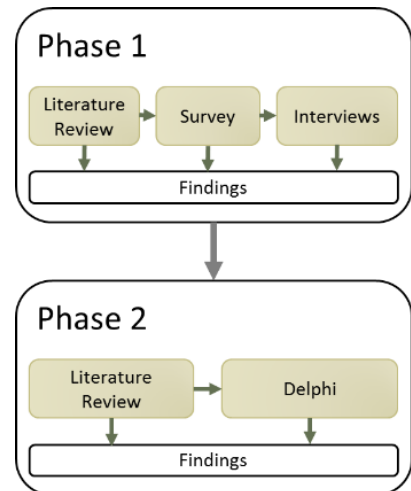 Phase 1
Literature
Review
Survey
Interviews
Findings
Phase 2
Literature
Review
Delphi
Findings